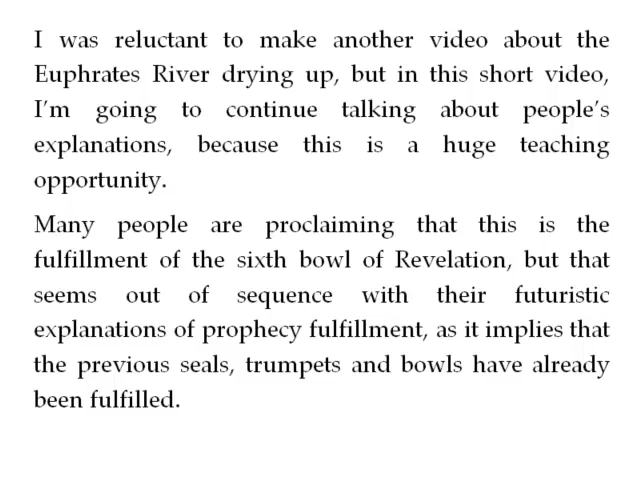 I was reluctant to make another video about the
Euphrates River drying up, but in this short video,
I’m going to continue talking about people’s
explanations, because this is a huge teaching
opportunity.
Many people are proclaiming that this is the
fulfillment of the sixth bowl of Revelation, but that
seems out of sequence with their futuristic
explanations of prophecy fulfillment, as it implies that
the previous seals, trumpets and bowls have already
been fulfilled.